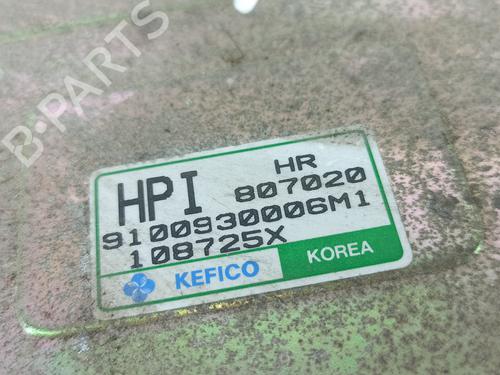 B-PARTS
HR
HPI 807020
9100930006M1
108725X
KEFICO KOREA